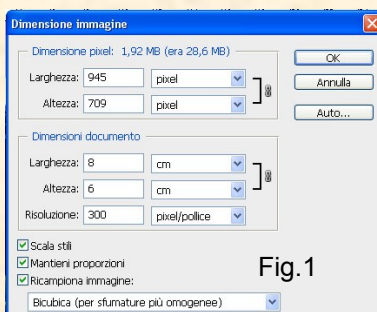 Dimensione immagine
Dimensione pixel: 1,92 MB (era 28,6 MB)
Larghezza: 945 pixel
Altezza: 709 pixel
OK
Annulla
Auto...
Dimensioni documento
Larghezza: 8 cm
Altezza: 6 cm
Risoluzione: 300 pixel/pollice
Scala stili
Mantieni proporzioni
Ricampiona immagine:
Bicubica (per sfumature più omogenee)
Fig.1